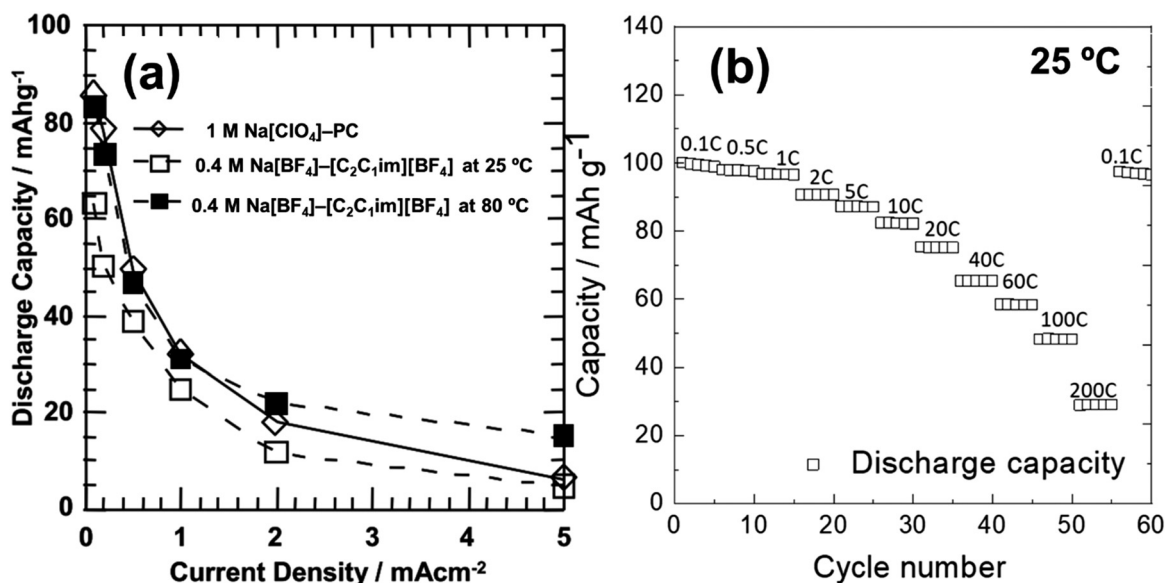 (a)
Discharge Capacity / mAhg-1
100
80
60
40
20
0
1 M Na[ClO4]–PC
0.4 M Na[BF4]–[C2C1im][BF4] at 25 ºC
0.4 M Na[BF4]–[C2C1im][BF4] at 80 ºC
0 1 2 3 4 5
Current Density / mAcm-2
(b)
25 ºC
Capacity / mAh g-1
140
120
100
80
60
40
20
0
0.1C 0.5C 1C
2C
5C
10C
20C
40C
60C
100C
200C
0.1C
Discharge capacity
0 10 20 30 40 50 60
Cycle number